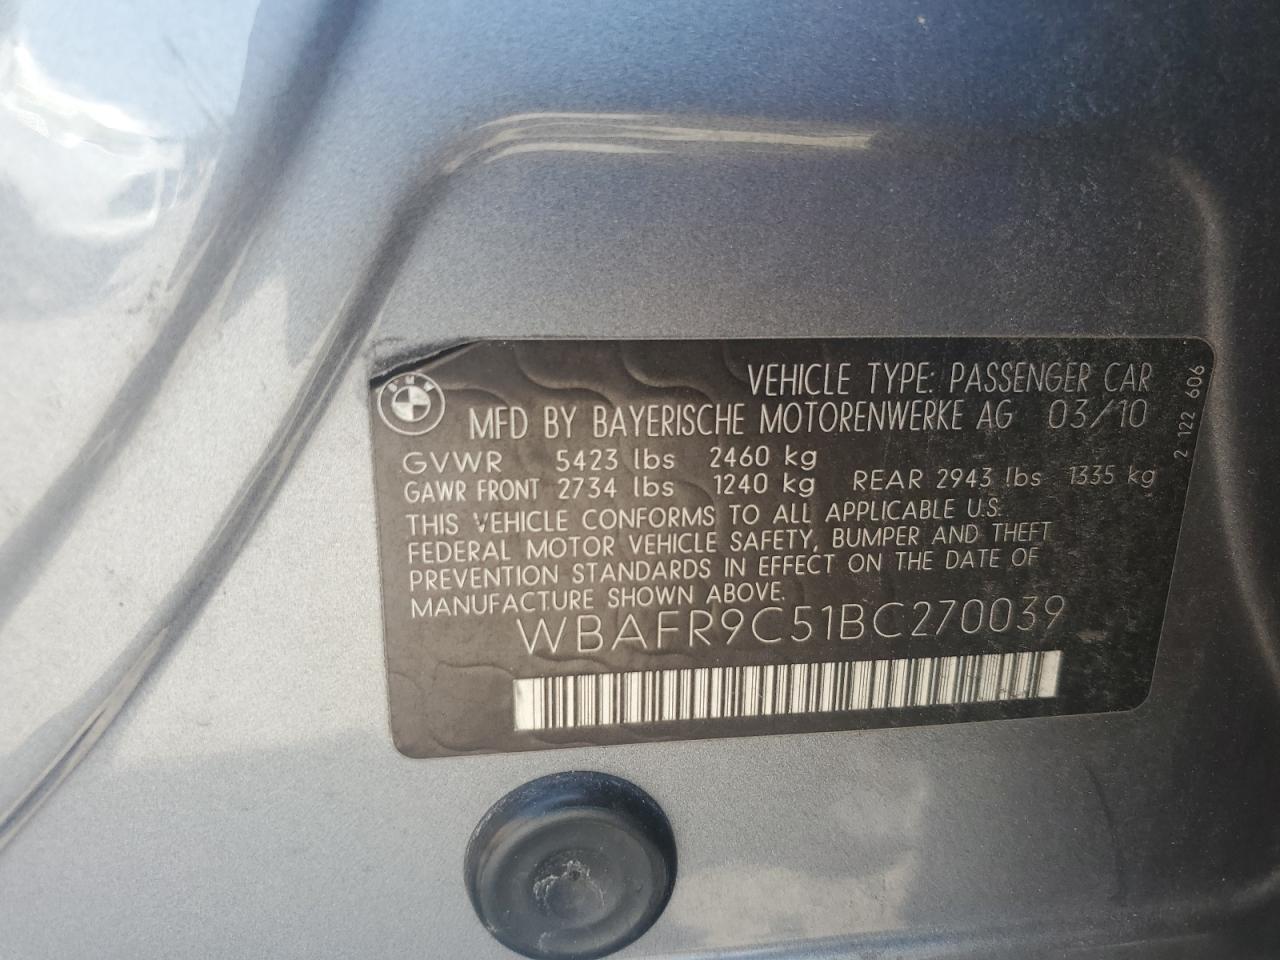 BMW
VEHICLE TYPE: PASSENGER CAR
MFD BY BAYERISCHE MOTORENWERKE AG 03/10
GVWR 5423 lbs 2460 kg
GAWR FRONT 2734 lbs 1240 kg REAR 2943 lbs 1335 kg
THIS VEHICLE CONFORMS TO ALL APPLICABLE U.S.
FEDERAL MOTOR VEHICLE SAFETY, BUMPER AND THEFT
PREVENTION STANDARDS IN EFFECT ON THE DATE OF
MANUFACTURE SHOWN ABOVE.
WBAFR9C51BC270039
2 122 606